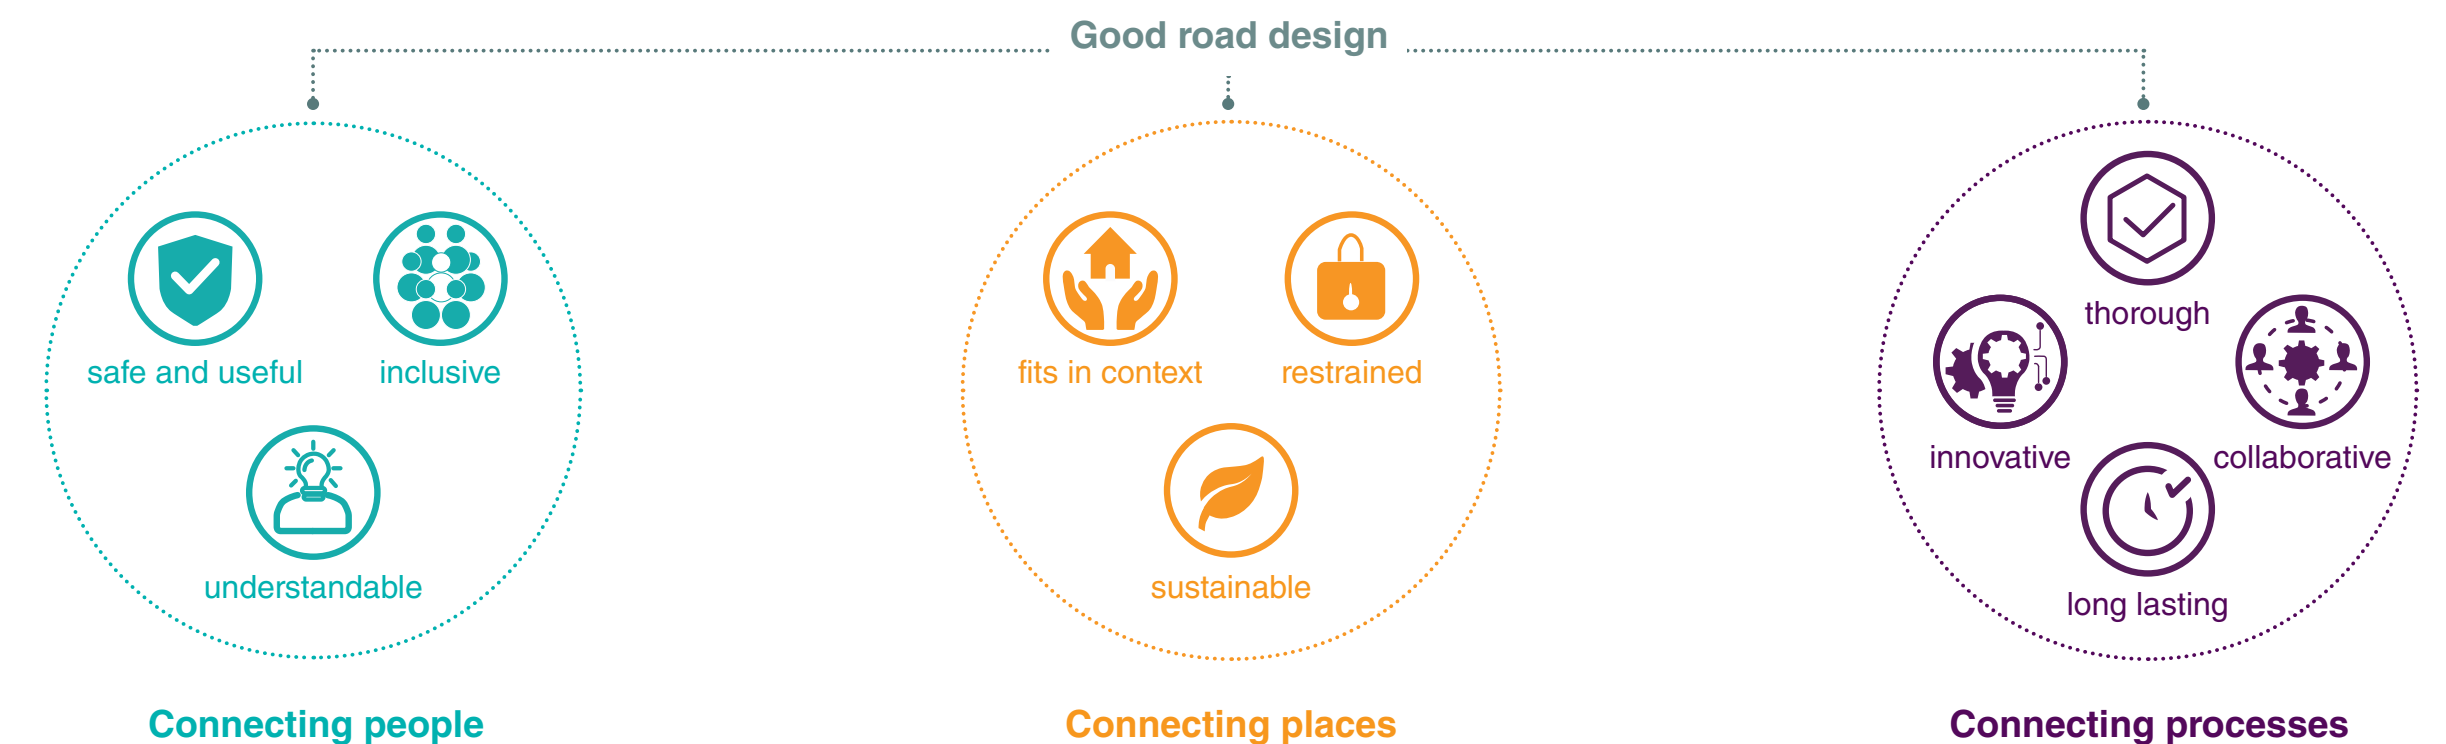 Good road design
safe and useful
inclusive
understandable
Connecting people
fits in context
restrained
sustainable
Connecting places
thorough
innovative
collaborative
long lasting
Connecting processes